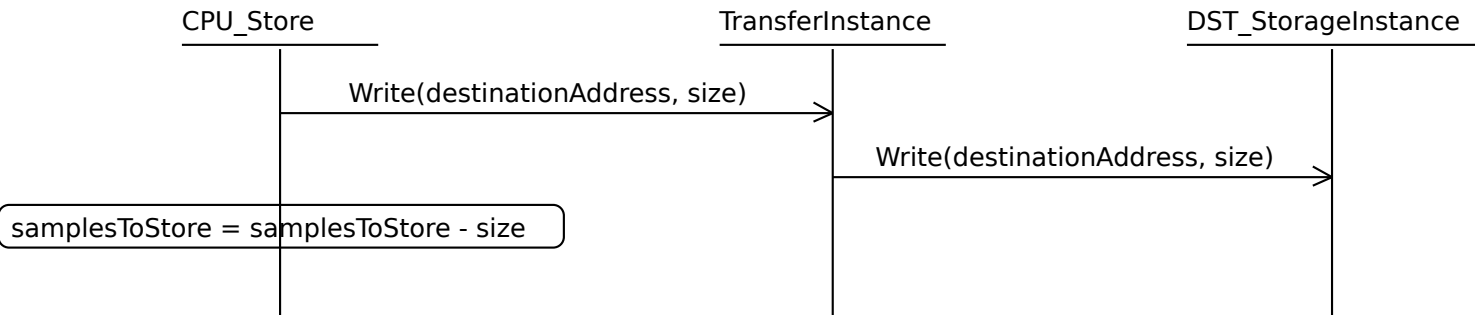 CPU_Store
TransferInstance
DST_StorageInstance
Write(destinationAddress, size)
Write(destinationAddress, size)
samplesToStore = samplesToStore - size